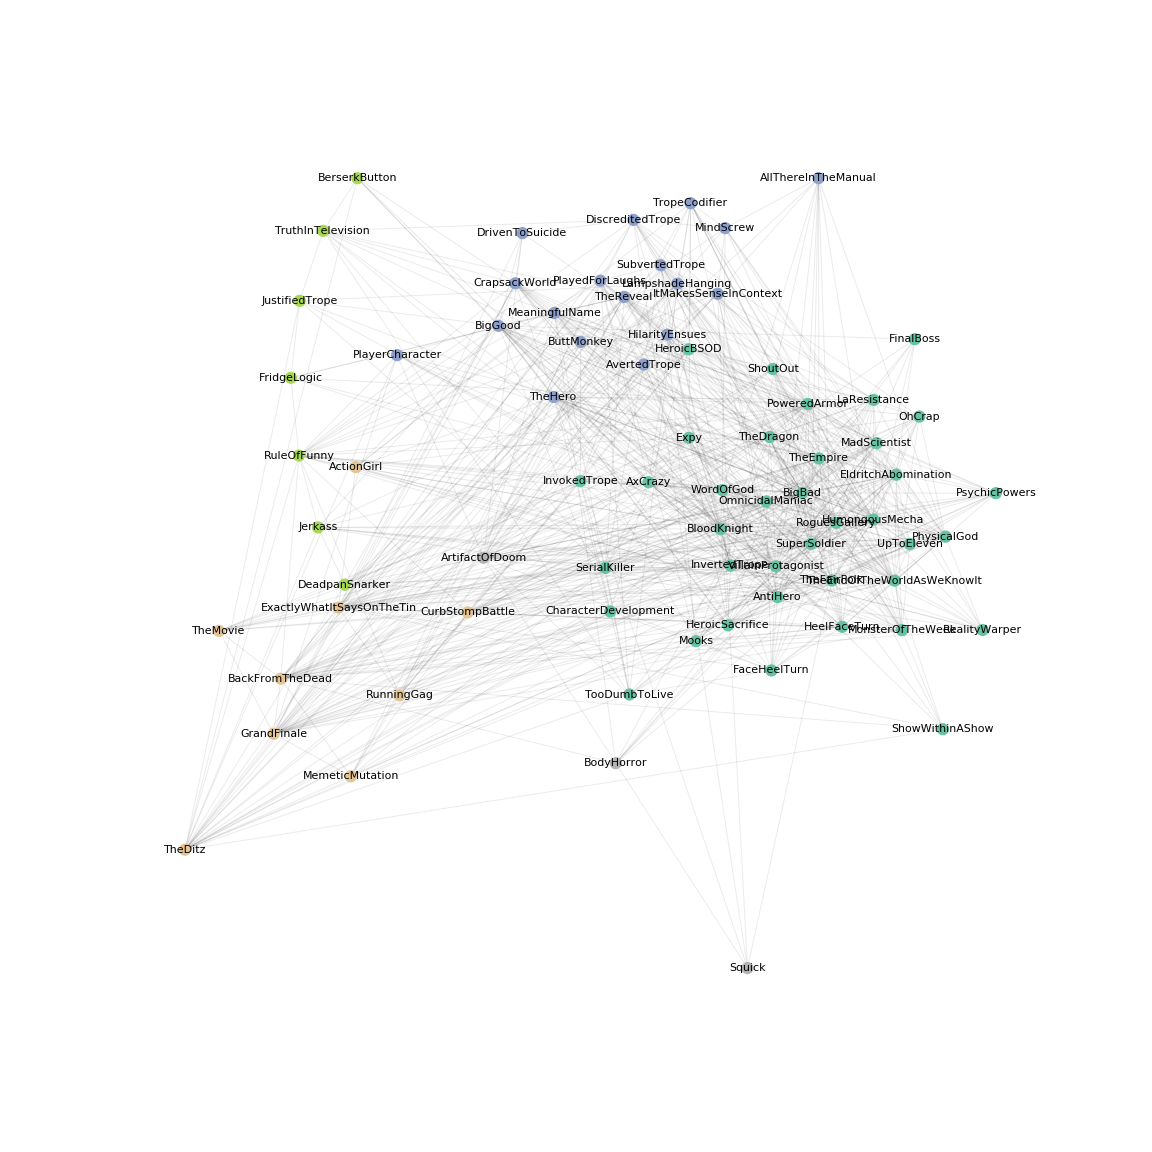 BerserkButton
AllThereInTheManual
TropeCodifier
DiscreditedTrope
MindScrew
TruthInTelevision
DrivenToSuicide
SubvertedTrope
PlayedForLaughs
CrapsackWorld
LampshadeHanging
ItMakesSenseInContext
TheReveal
JustifiedTrope
MeaningfulName
BigGood
HilarityEnsues
FinalBoss
ButtMonkey
HeroicBSOD
PlayerCharacter
AvertedTrope
ShoutOut
FridgeLogic
TheHero
LaResistance
PoweredArmor
OhCrap
Expy
TheDragon
MadScientist
RuleOfFunny
TheEmpire
ActionGirl
EldritchAbomination
InvokedTrope
AxCrazy
WordOfGod
BigBad
PsychicPowers
OmnicidalManiac
HumongousMecha
RoguesGallery
Jerkass
BloodKnight
PhysicalGod
SuperSoldier
UpToEleven
ArtifactOfDoom
InvertedTrope
VillainProtagonist
SerialKiller
TheFairFolk
TheEndOfTheWorldAsWeKnowIt
DeadpanSnarker
AntiHero
ExactlyWhatItSaysOnTheTin
CurbStompBattle
CharacterDevelopment
HeroicSacrifice
HeelFaceTurn
TheMovie
MonsterOfTheWeek
RealityWarper
Mooks
FaceHeelTurn
BackFromTheDead
RunningGag
TooDumbToLive
ShowWithinAShow
GrandFinale
BodyHorror
MemeticMutation
TheDitz
Squick